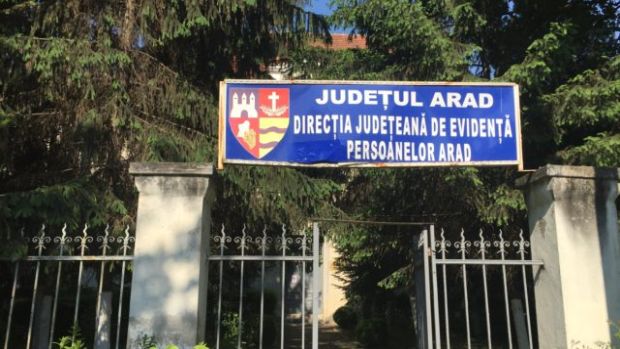 JUDEȚUL ARAD
DIRECȚIA JUDEȚEANĂ DE EVIDENȚĂ
PERSOANELOR ARAD